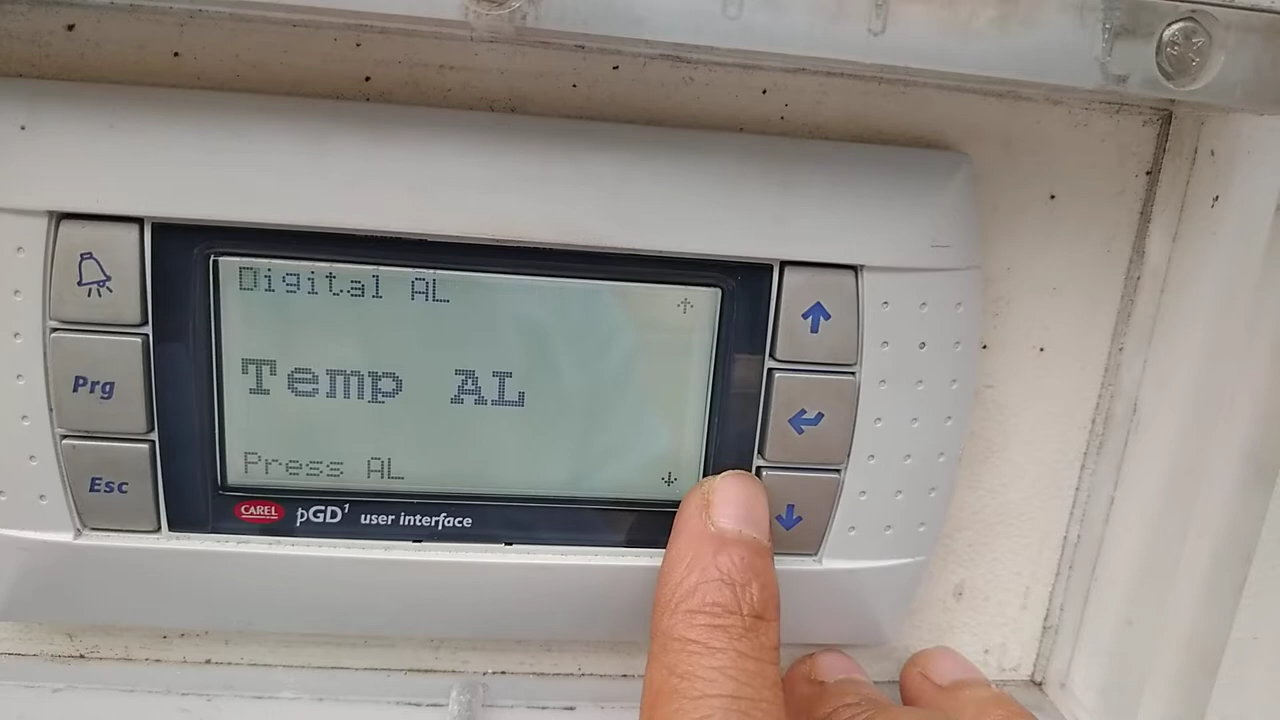 Digital AL
Temp AL
Press AL
Prg
Esc
CAREL pGD1 user interface